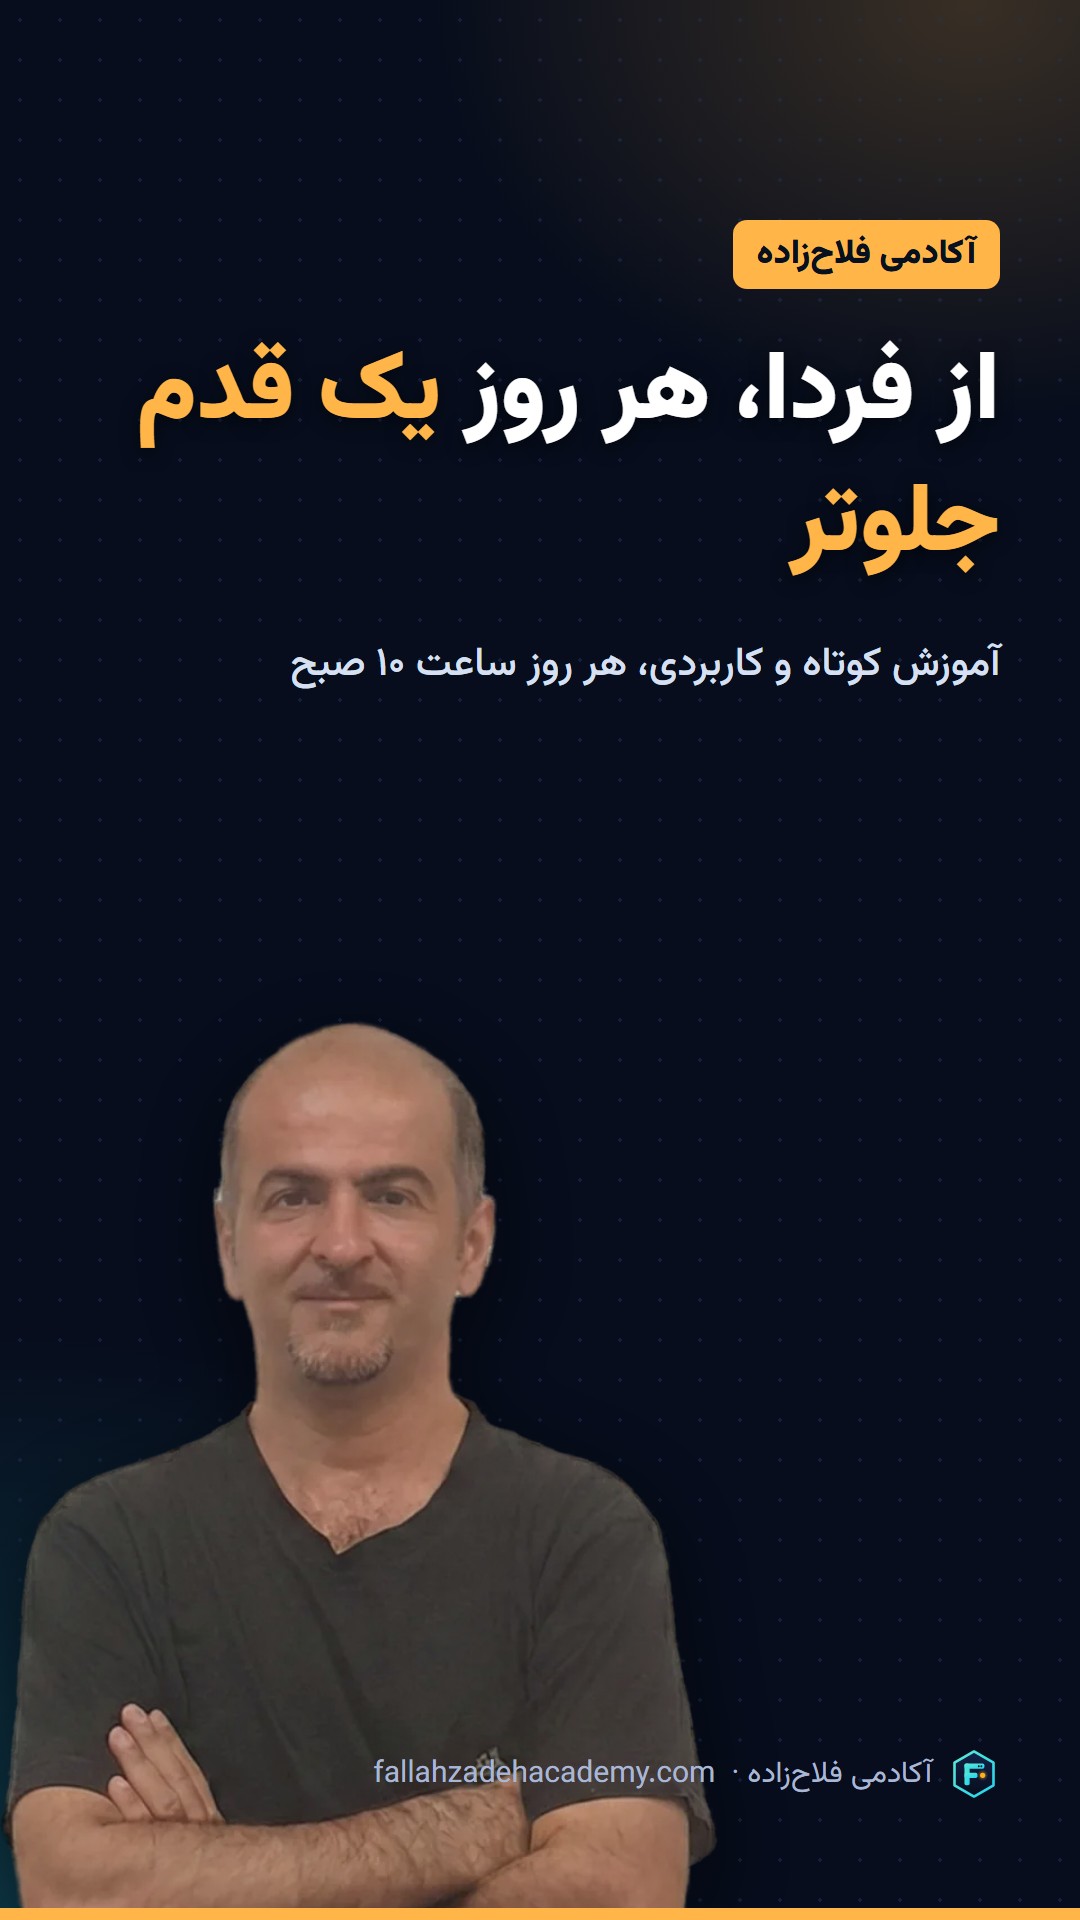 آکادمی فلاح‌زاده
از فردا، هر روز یک قدم
جلوتر
آموزش کوتاه و کاربردی، هر روز ساعت ۱۰ صبح
آکادمی فلاح‌زاده · fallahzadehacademy.com